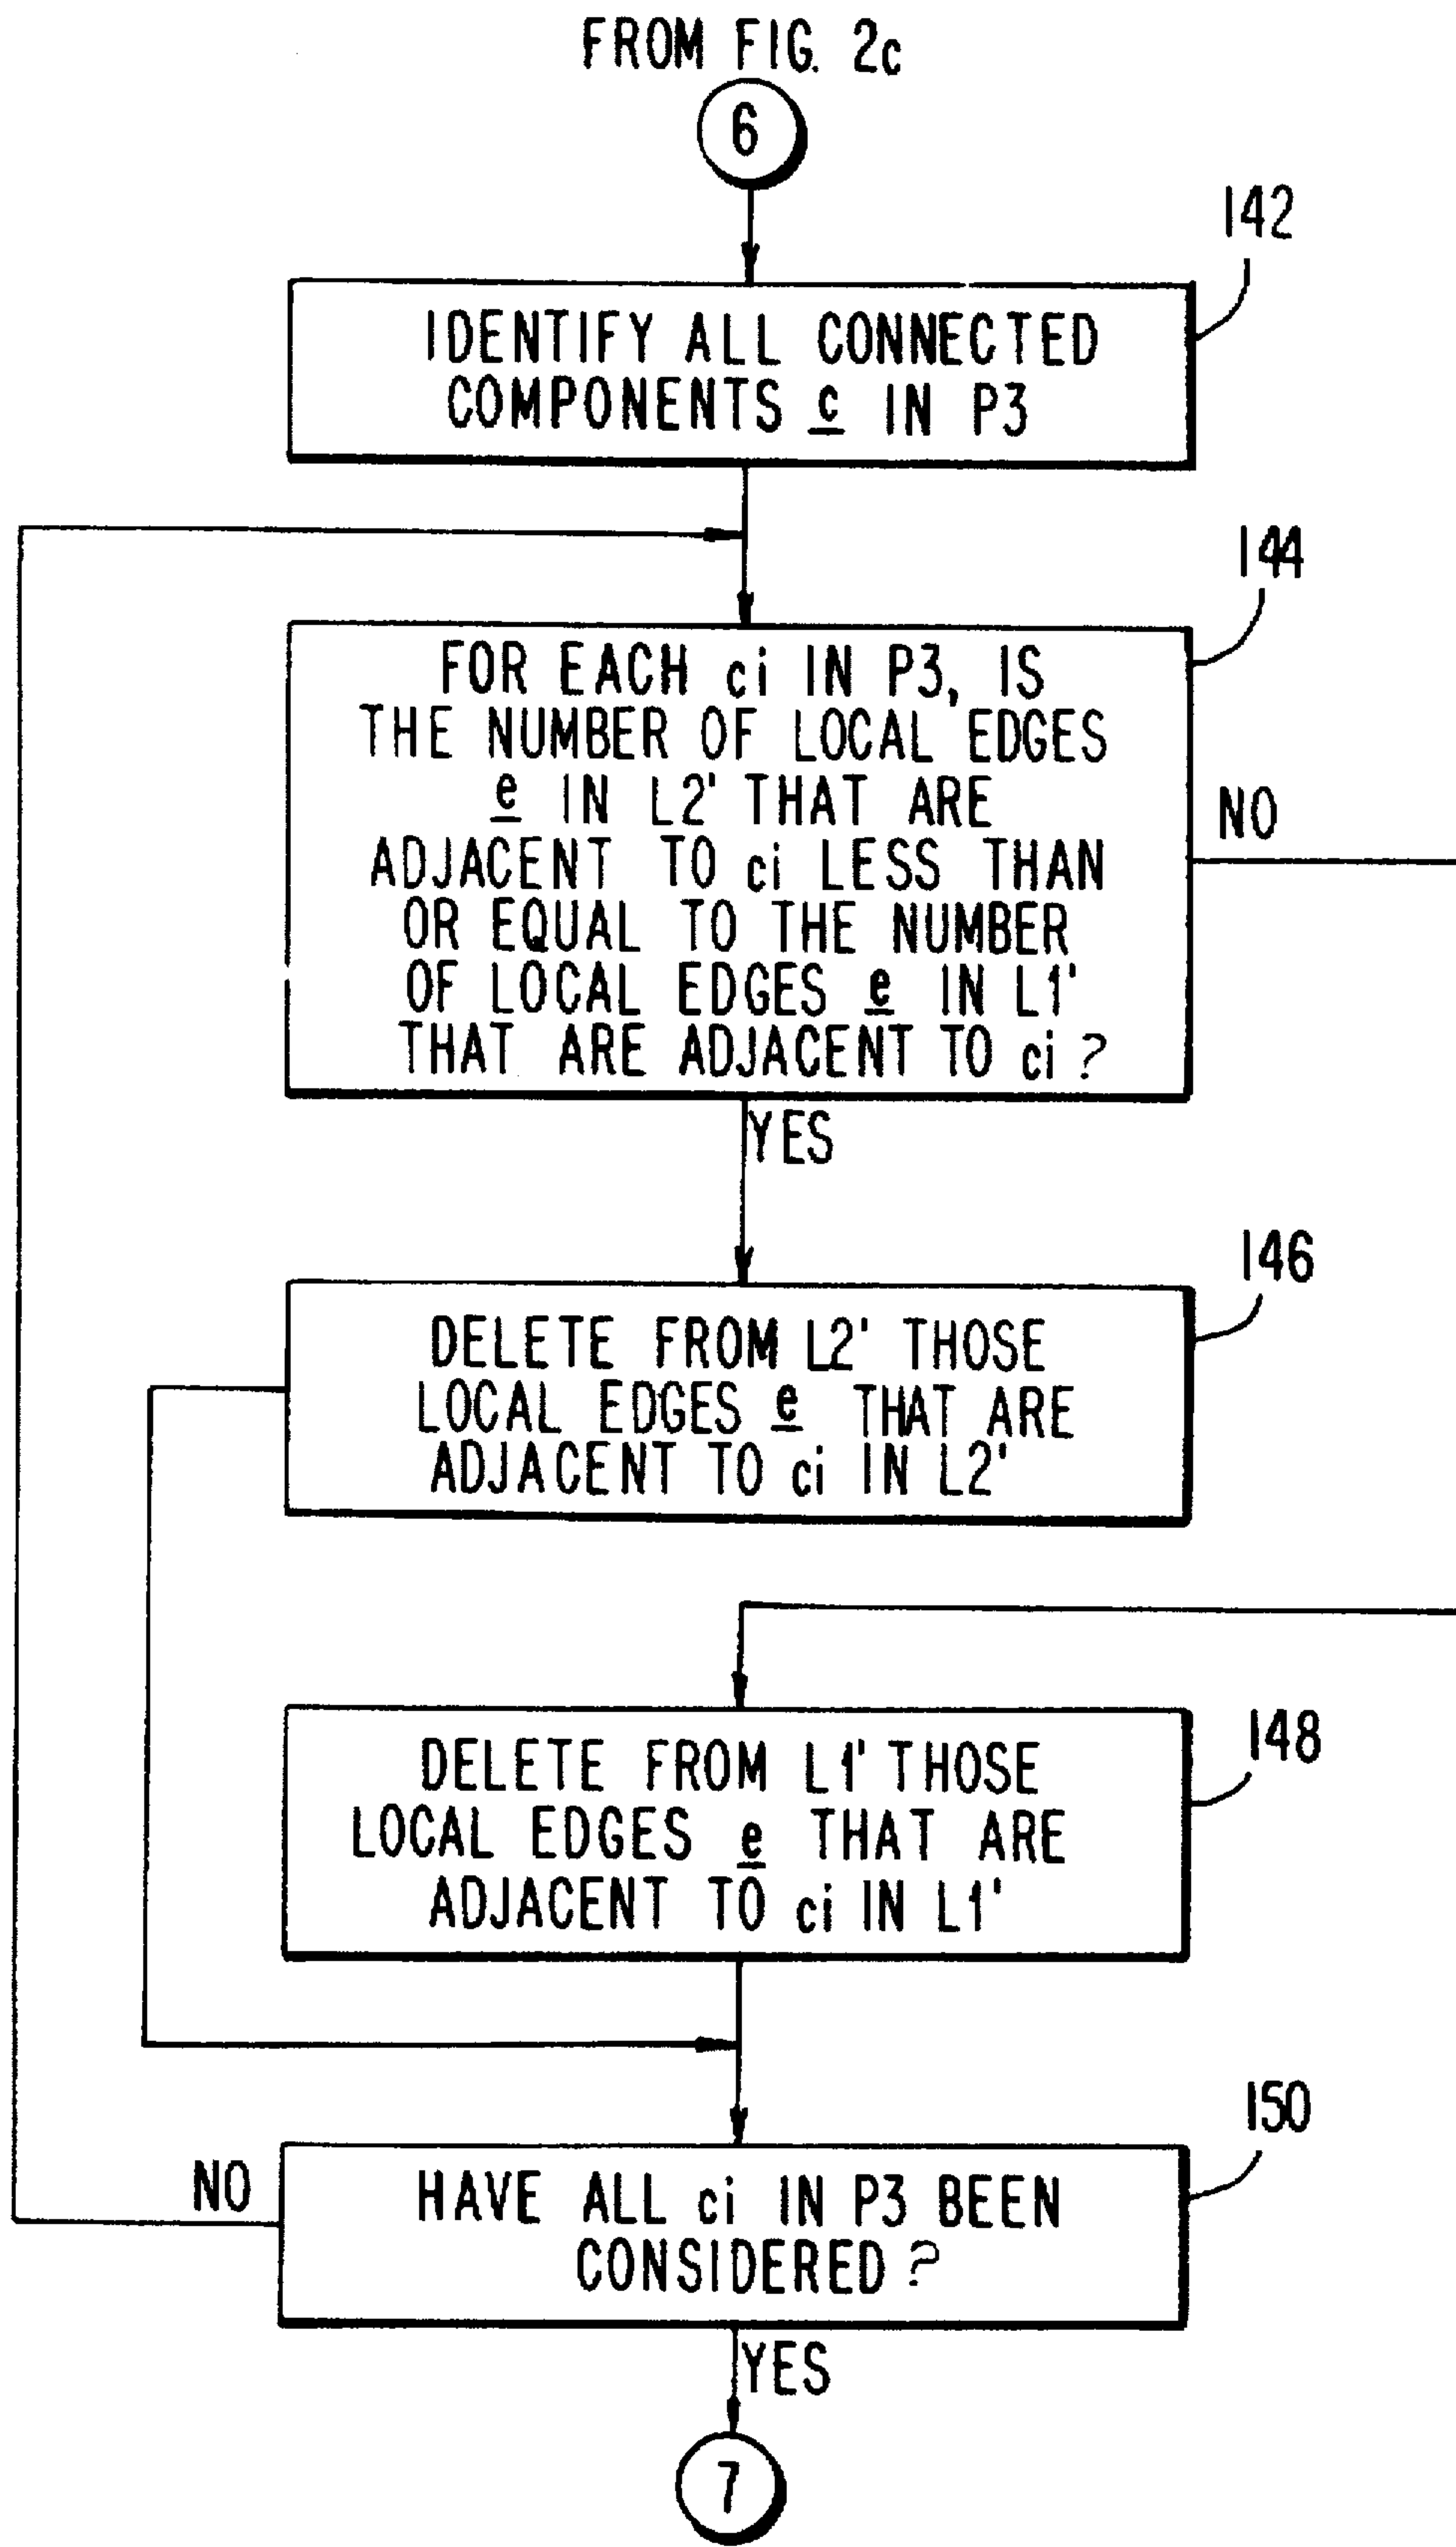 FROM FIG. 2c
6
142
IDENTIFY ALL CONNECTED
COMPONENTS c IN P3
144
FOR EACH ci IN P3, IS
THE NUMBER OF LOCAL EDGES
e IN L2' THAT ARE
ADJACENT TO ci LESS THAN
OR EQUAL TO THE NUMBER
OF LOCAL EDGES e IN L1'
THAT ARE ADJACENT TO ci ?
NO
YES
146
DELETE FROM L2' THOSE
LOCAL EDGES e THAT ARE
ADJACENT TO ci IN L2'
148
DELETE FROM L1' THOSE
LOCAL EDGES e THAT ARE
ADJACENT TO ci IN L1'
150
NO
HAVE ALL ci IN P3 BEEN
CONSIDERED ?
YES
7